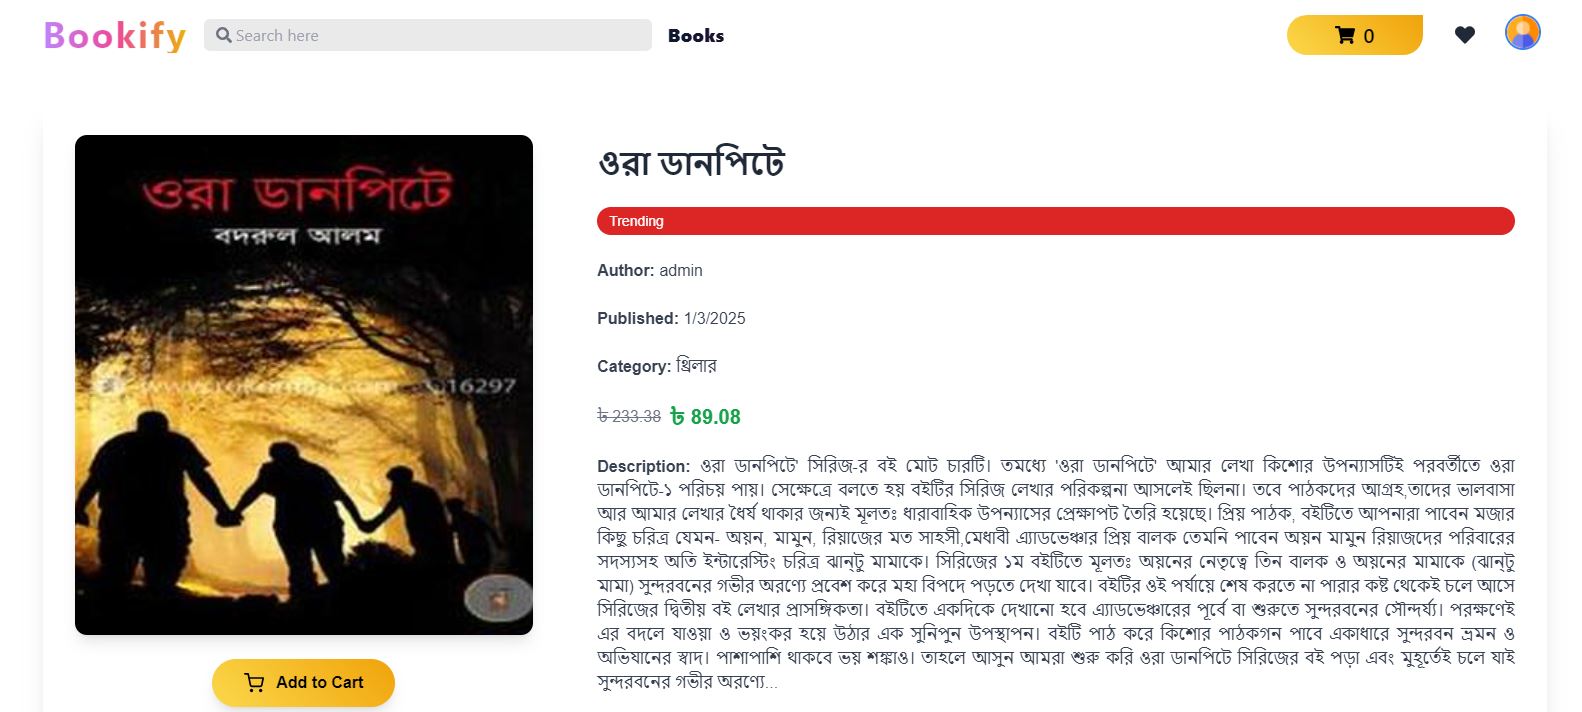 Bookify
Search here
Books
0
ওরা ডানপিটে
বদরুল আলম
www.rokomari.com 16297
Add to Cart
ওরা ডানপিটে
Trending
Author: admin
Published: 1/3/2025
Category: থ্রিলার
৳ 233.38 ৳ 89.08
Description: ওরা ডানপিটে' সিরিজ-র বই মোট চারটি। তমধ্যে 'ওরা ডানপিটে' আমার লেখা কিশোর উপন্যাসটিই পরবর্তীতে ওরা
ডানপিটে-১ পরিচয় পায়। সেক্ষেত্রে বলতে হয় বইটির সিরিজ লেখার পরিকল্পনা আসলেই ছিলনা। তবে পাঠকদের আগ্রহ,তাদের ভালবাসা
আর আমার লেখার ধৈর্য থাকার জন্যই মূলতঃ ধারাবাহিক উপন্যাসের প্রেক্ষাপট তৈরি হয়েছে। প্রিয় পাঠক, বইটিতে আপনারা পাবেন মজার
কিছু চরিত্র যেমন- অয়ন, মামুন, রিয়াজের মত সাহসী,মেধাবী এ্যাডভেঞ্চার প্রিয় বালক তেমনি পাবেন অয়ন মামুন রিয়াজদের পরিবারের
সদস্যসহ অতি ইন্টারেস্টিং চরিত্র ঝান্টু মামাকে। সিরিজের ১ম বইটিতে মূলতঃ অয়নের নেতৃত্বে তিন বালক ও অয়নের মামাকে (ঝান্টু
মামা) সুন্দরবনের গভীর অরণ্যে প্রবেশ করে মহা বিপদে পড়তে দেখা যাবে। বইটির ওই পর্যায়ে শেষ করতে না পারার কষ্ট থেকেই চলে আসে
সিরিজের দ্বিতীয় বই লেখার প্রাসঙ্গিকতা। বইটিতে একদিকে দেখানো হবে এ্যাডভেঞ্চারের পূর্বে বা শুরুতে সুন্দরবনের সৌন্দর্য্য। পরক্ষণেই
এর বদলে যাওয়া ও ভয়ংকর হয়ে উঠার এক সুনিপুন উপস্থাপন। বইটি পাঠ করে কিশোর পাঠকগন পাবে একাধারে সুন্দরবন ভ্রমন ও
অভিযানের স্বাদ। পাশাপাশি থাকবে ভয় শঙ্কাও। তাহলে আসুন আমরা শুরু করি ওরা ডানপিটে সিরিজের বই পড়া এবং মুহূর্তেই চলে যাই
সুন্দরবনের গভীর অরণ্যে...